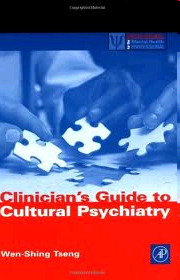 Clinician's Guide to
Cultural Psychiatry
Wen-Shing Tseng